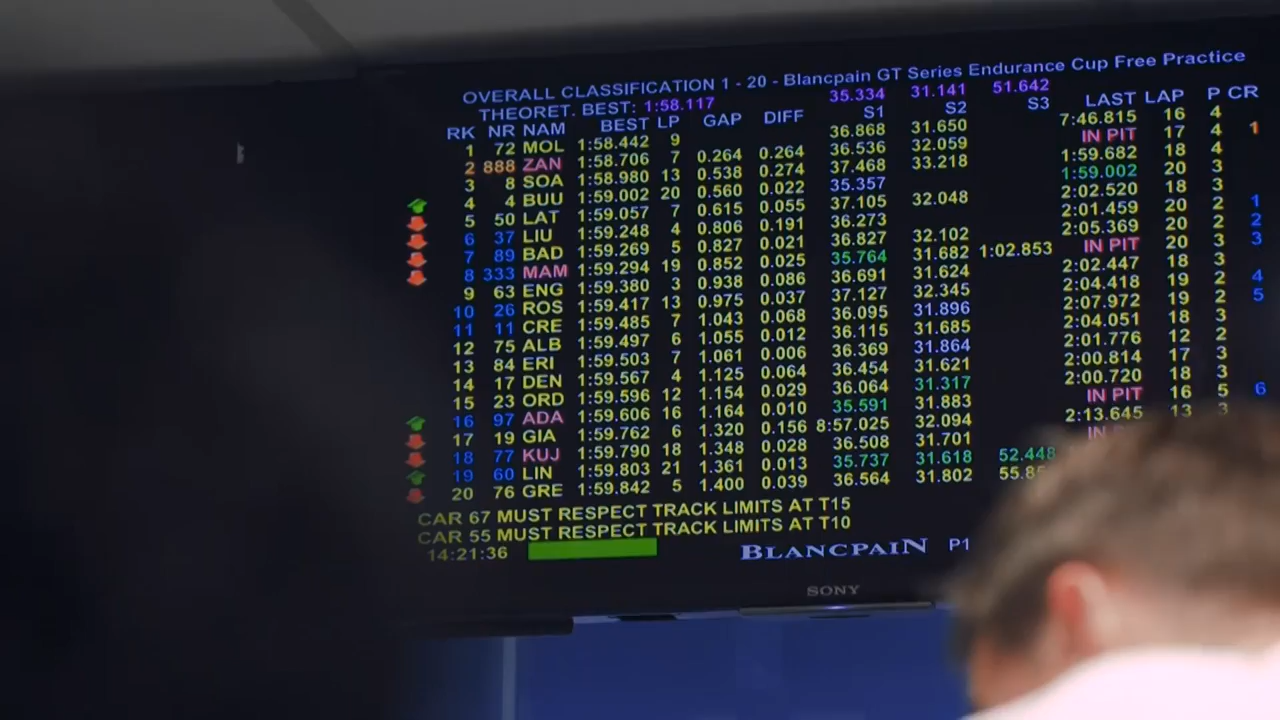 OVERALL CLASSIFICATION 1 - 20 - Blancpain GT Series Endurance Cup Free Practice
THEORET. BEST: 1:58.117 35.334 31.141 51.642
RK NR NAM BEST LP GAP DIFF S1 S2 S3 LAST LAP P CR
1 72 MOL 1:58.442 9 36.868 31.650 7:46.815 16 4
2 888 ZAN 1:58.706 7 0.264 0.264 36.536 32.059 IN PIT 17 4 1
3 8 SOA 1:58.980 13 0.538 0.274 37.468 33.218 1:59.682 18 4
4 4 BUU 1:59.002 20 0.560 0.022 35.357 1:59.002 20 3
5 50 LAT 1:59.057 7 0.615 0.055 37.105 32.048 2:02.520 18 3
6 37 LIU 1:59.248 4 0.806 0.191 36.273 2:01.459 20 2 1
7 89 BAD 1:59.269 5 0.827 0.021 36.827 32.102 2:05.369 20 2 2
8 333 MAM 1:59.294 19 0.852 0.025 35.764 31.682 1:02.853 IN PIT 20 3 3
9 63 ENG 1:59.380 3 0.938 0.086 36.691 31.624 2:02.447 18 3
10 26 ROS 1:59.417 13 0.975 0.037 37.127 32.345 2:04.418 19 2 4
11 11 CRE 1:59.485 7 1.043 0.068 36.095 31.896 2:07.972 19 2 5
12 75 ALB 1:59.497 6 1.055 0.012 36.115 31.685 2:04.051 18 3
13 84 ERI 1:59.503 7 1.061 0.006 36.369 31.864 2:01.776 12 2
14 17 DEN 1:59.567 4 1.125 0.064 36.454 31.621 2:00.814 17 3
15 23 ORD 1:59.596 12 1.154 0.029 36.064 31.317 2:00.720 18 3
16 97 ADA 1:59.606 16 1.164 0.010 35.591 31.883 IN PIT 16 5 6
17 19 GIA 1:59.762 6 1.320 0.156 8:57.025 32.094 2:13.645 13 3
18 77 KUJ 1:59.790 18 1.348 0.028 36.508 31.701 IN
19 60 LIN 1:59.803 21 1.361 0.013 35.737 31.618 52.448
20 76 GRE 1:59.842 5 1.400 0.039 36.564 31.802 55.8
CAR 67 MUST RESPECT TRACK LIMITS AT T15
CAR 55 MUST RESPECT TRACK LIMITS AT T10
14:21:36 BLANCPAIN P1
SONY